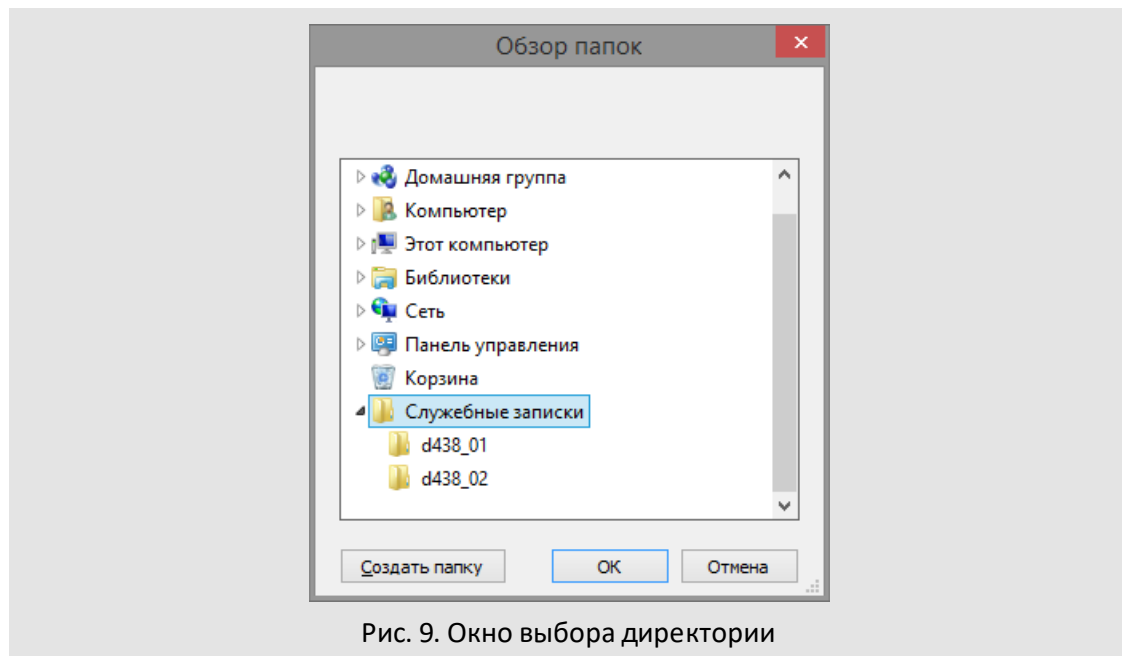 Обзор папок
Домашняя группа
Компьютер
Этот компьютер
Библиотеки
Сеть
Панель управления
Корзина
Служебные записки
d438_01
d438_02
Создать папку ОК Отмена
Рис. 9. Окно выбора директории